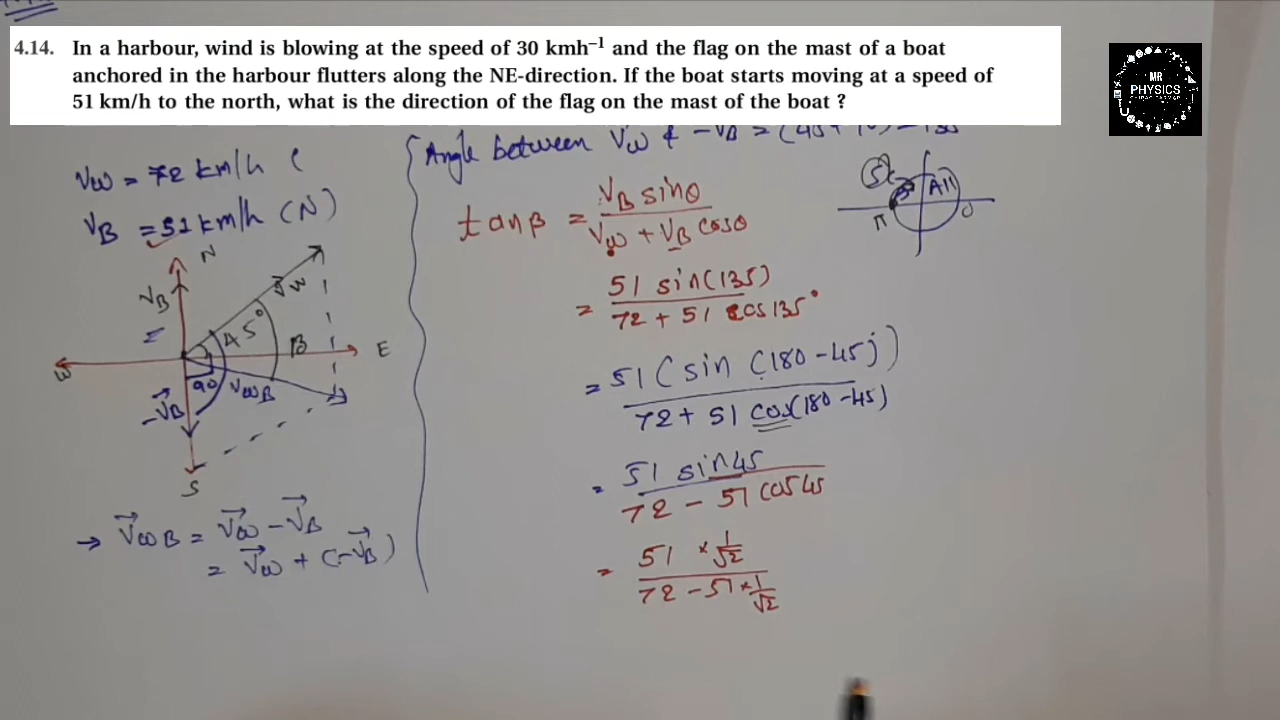 4.14. In a harbour, wind is blowing at the speed of 30 kmh⁻¹ and the flag on the mast of a boat
anchored in the harbour flutters along the NE-direction. If the boat starts moving at a speed of
51 km/h to the north, what is the direction of the flag on the mast of the boat ?
MR
PHYSICS
Vw = 72 km/h (
VB = 51 km/h (N)
N
VB
Vw
45°
β
E
W
90
VwB
-VB
S
→ VwB = Vw - VB
= Vw + (-VB)
Angle between Vw & -VB = (45+
tanβ = VB sinθ / Vw + VB cosθ
= 51 sin(135) / 72 + 51 cos135°
= 51 (sin (180-45)) / 72 + 51 cos(180-45)
= 51 sin45 / 72 - 51 cos45
= 51 × 1/√2 / 72 - 51 × 1/√2
All
π
0